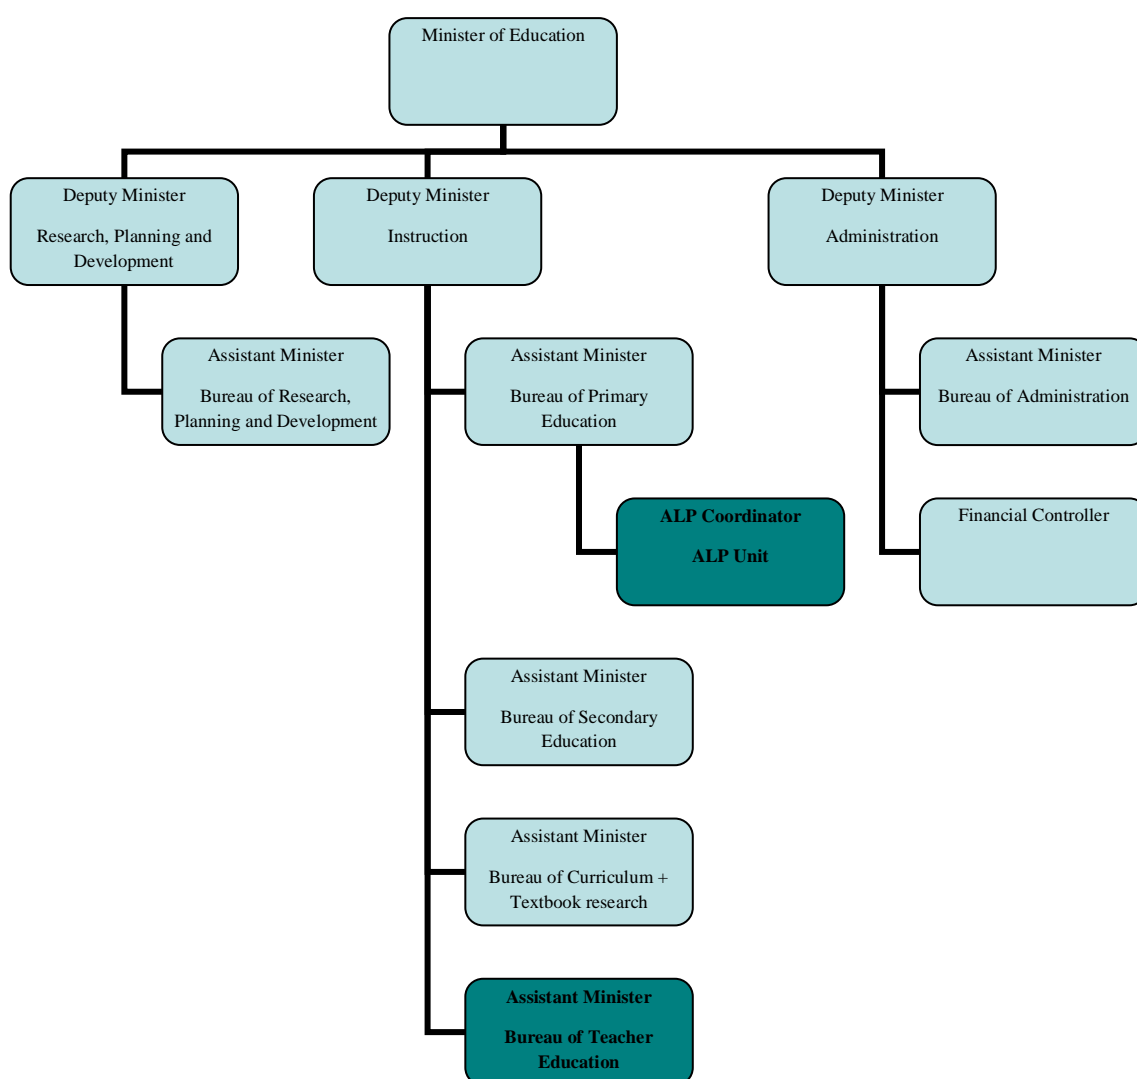 Minister of Education
Deputy Minister
Research, Planning and
Development
Deputy Minister
Instruction
Deputy Minister
Administration
Assistant Minister
Bureau of Research,
Planning and Development
Assistant Minister
Bureau of Primary
Education
Assistant Minister
Bureau of Administration
ALP Coordinator
ALP Unit
Financial Controller
Assistant Minister
Bureau of Secondary
Education
Assistant Minister
Bureau of Curriculum +
Textbook research
Assistant Minister
Bureau of Teacher
Education